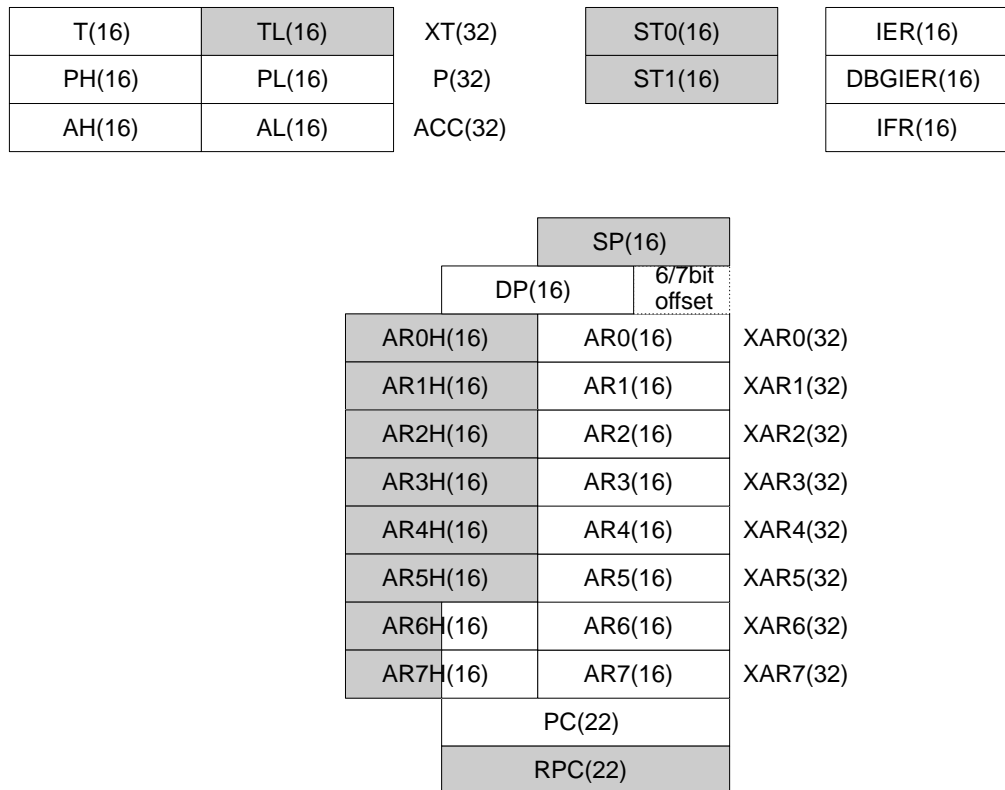 T(16) TL(16) XT(32) ST0(16) IER(16)
PH(16) PL(16) P(32) ST1(16) DBGIER(16)
AH(16) AL(16) ACC(32) IFR(16)
SP(16)
DP(16) 6/7bit
offset
AR0H(16) AR0(16) XAR0(32)
AR1H(16) AR1(16) XAR1(32)
AR2H(16) AR2(16) XAR2(32)
AR3H(16) AR3(16) XAR3(32)
AR4H(16) AR4(16) XAR4(32)
AR5H(16) AR5(16) XAR5(32)
AR6H(16) AR6(16) XAR6(32)
AR7H(16) AR7(16) XAR7(32)
PC(22)
RPC(22)